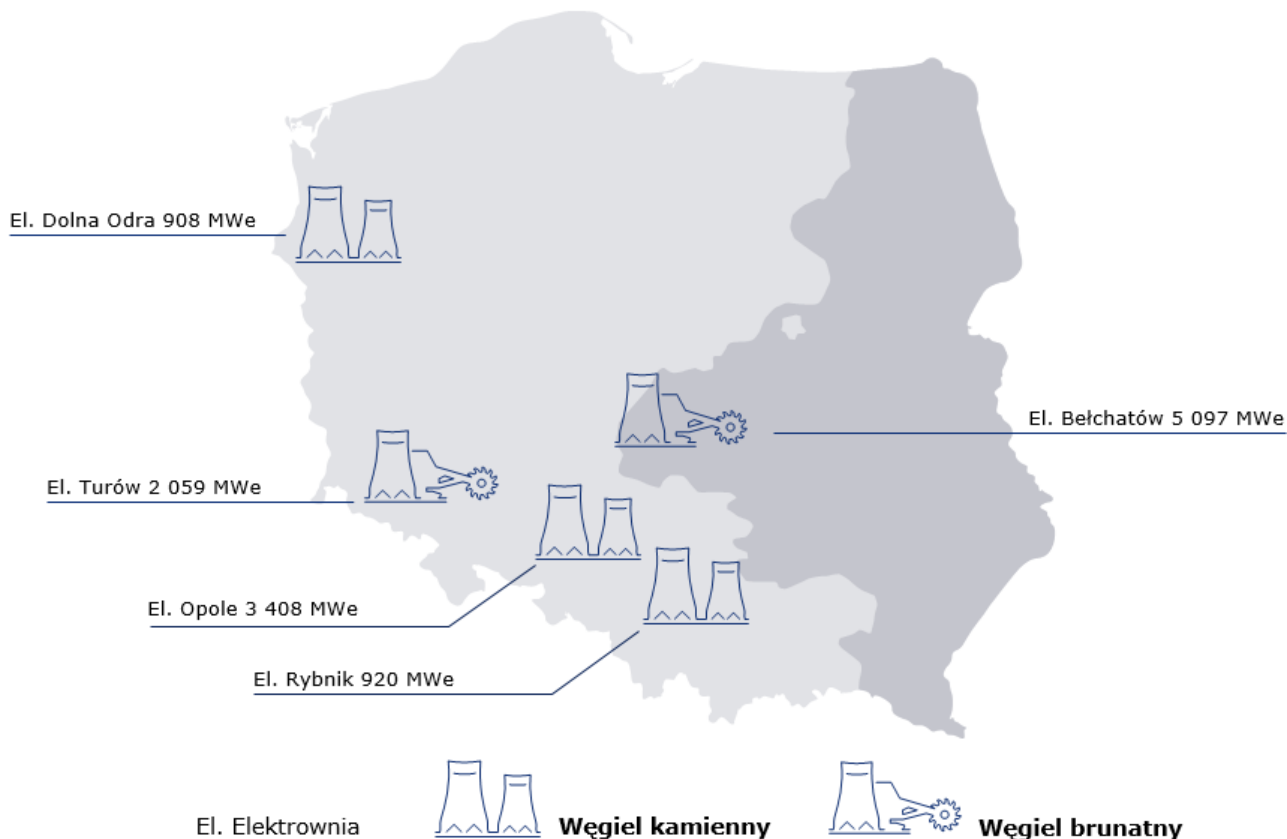 El. Dolna Odra 908 MWe
El. Bełchatów 5 097 MWe
El. Turów 2 059 MWe
El. Opole 3 408 MWe
El. Rybnik 920 MWe
El. Elektrownia
Węgiel kamienny
Węgiel brunatny